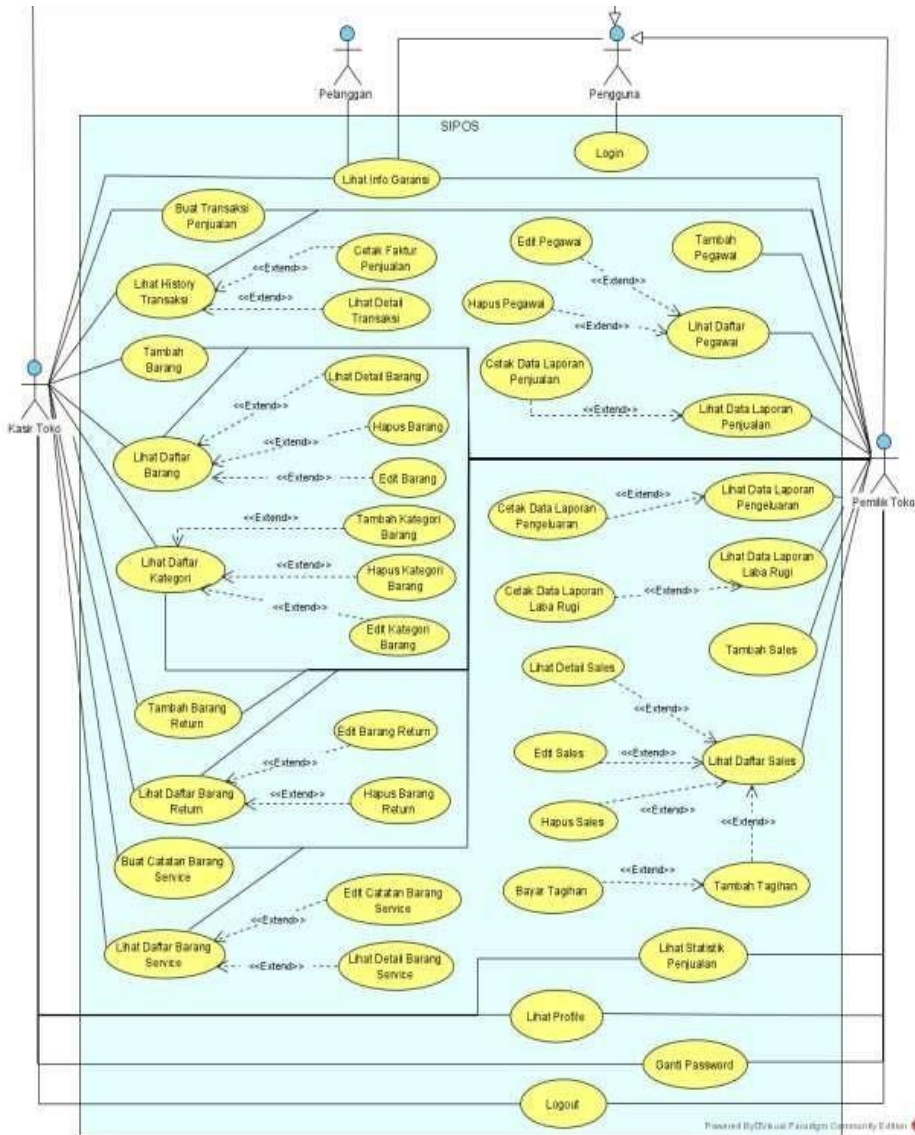 Pelanggan
Pengguna
SIPOS
Login
Lihat Info Garansi
Buat Transaksi
Penjualan
Edit Pegawai
Tambah
Pegawai
Cetak Faktur
Penjualan
<<Extend>>
<<Extend>>
Lihat History
Transaksi
<<Extend>>
Lihat Detail
Transaksi
Hapus Pegawai
<<Extend>>
Lihat Daftar
Pegawai
Tambah
Barang
Cetak Data Laporan
Penjualan
Lihat Detail Barang
<<Extend>>
<<Extend>>
Lihat Data Laporan
Penjualan
Kasir Toko
Hapus Barang
<<Extend>>
Lihat Daftar
Barang
<<Extend>>
Edit Barang
Pemilik Toko
Cetak Data Laporan
Pengeluaran
<<Extend>>
Lihat Data Laporan
Pengeluaran
<<Extend>>
Tambah Kategori
Barang
Lihat Daftar
Kategori
<<Extend>>
Hapus Kategori
Barang
<<Extend>>
Edit Kategori
Barang
Cetak Data Laporan
Laba Rugi
<<Extend>>
Lihat Data Laporan
Laba Rugi
Tambah Sales
Lihat Detail Sales
<<Extend>>
Tambah Barang
Return
Edit Barang Return
<<Extend>>
Lihat Daftar Barang
Return
<<Extend>>
Hapus Barang
Return
Edit Sales
<<Extend>>
Lihat Daftar Sales
Hapus Sales
<<Extend>>
<<Extend>>
Buat Catatan Barang
Service
Bayar Tagihan
<<Extend>>
Tambah Tagihan
Edit Catatan Barang
Service
<<Extend>>
Lihat Daftar Barang
Service
<<Extend>>
Lihat Detail Barang
Service
Lihat Statistik
Penjualan
Lihat Profile
Ganti Password
Logout
Powered By Visual Paradigm Community Edition